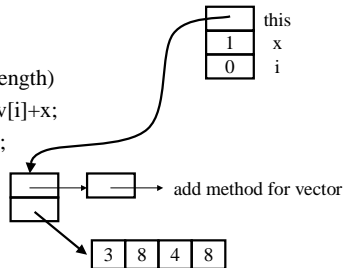 this
1 x
0 i
ength)
v[i]+x;
;
add method for vector
3 8 4 8